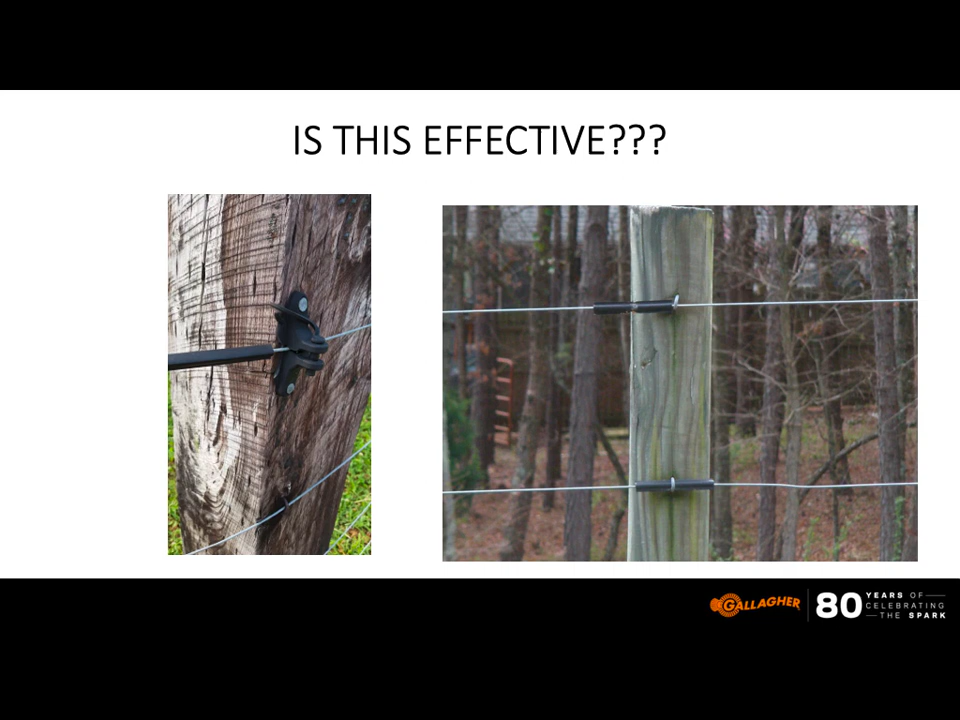 IS THIS EFFECTIVE???
GALLAGHER
80
YEARS OF
CELEBRATING
THE SPARK